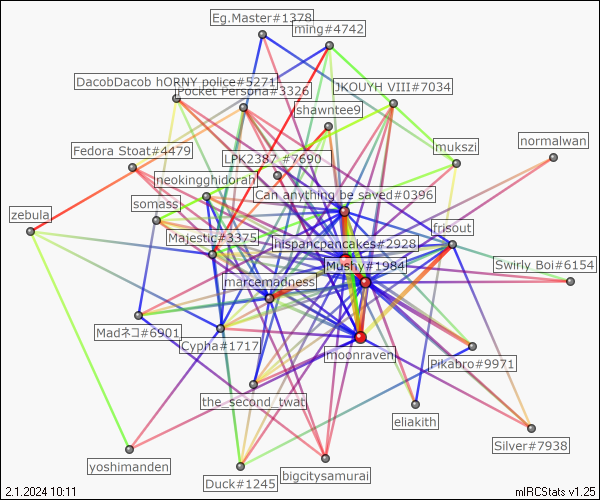 Eg.Master#1378
ming#4742
DacobDacob hORNY police#5271
Pocket Persona#3326
JKOUYH VIII#7034
shawntee9
normalwan
mukszi
Fedora Stoat#4479
LPK2387 #7690
neokingghidorah
Can anything be saved#0396
somass
zebula
frisout
Majestic#3375
hispanicpancakes#2928
Mushy#1984
Swirly Boi#6154
marcemadness
Madネコ#6901
Cypha#1717
moonraven
Pikabro#9971
the_second_twat
eliakith
Silver#7938
yoshimanden
bigcitysamurai
Duck#1245
2.1.2024 10:11
mIRCStats v1.25